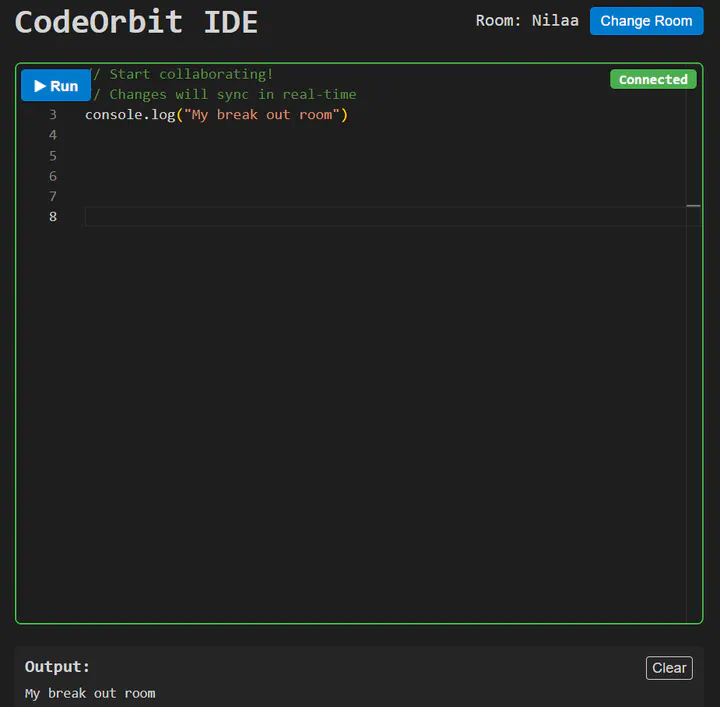 CodeOrbit IDE
Room: Nilaa
Change Room
▶ Run
Connected
/ Start collaborating!
/ Changes will sync in real-time
3 console.log("My break out room")
4
5
6
7
8
Output:
Clear
My break out room